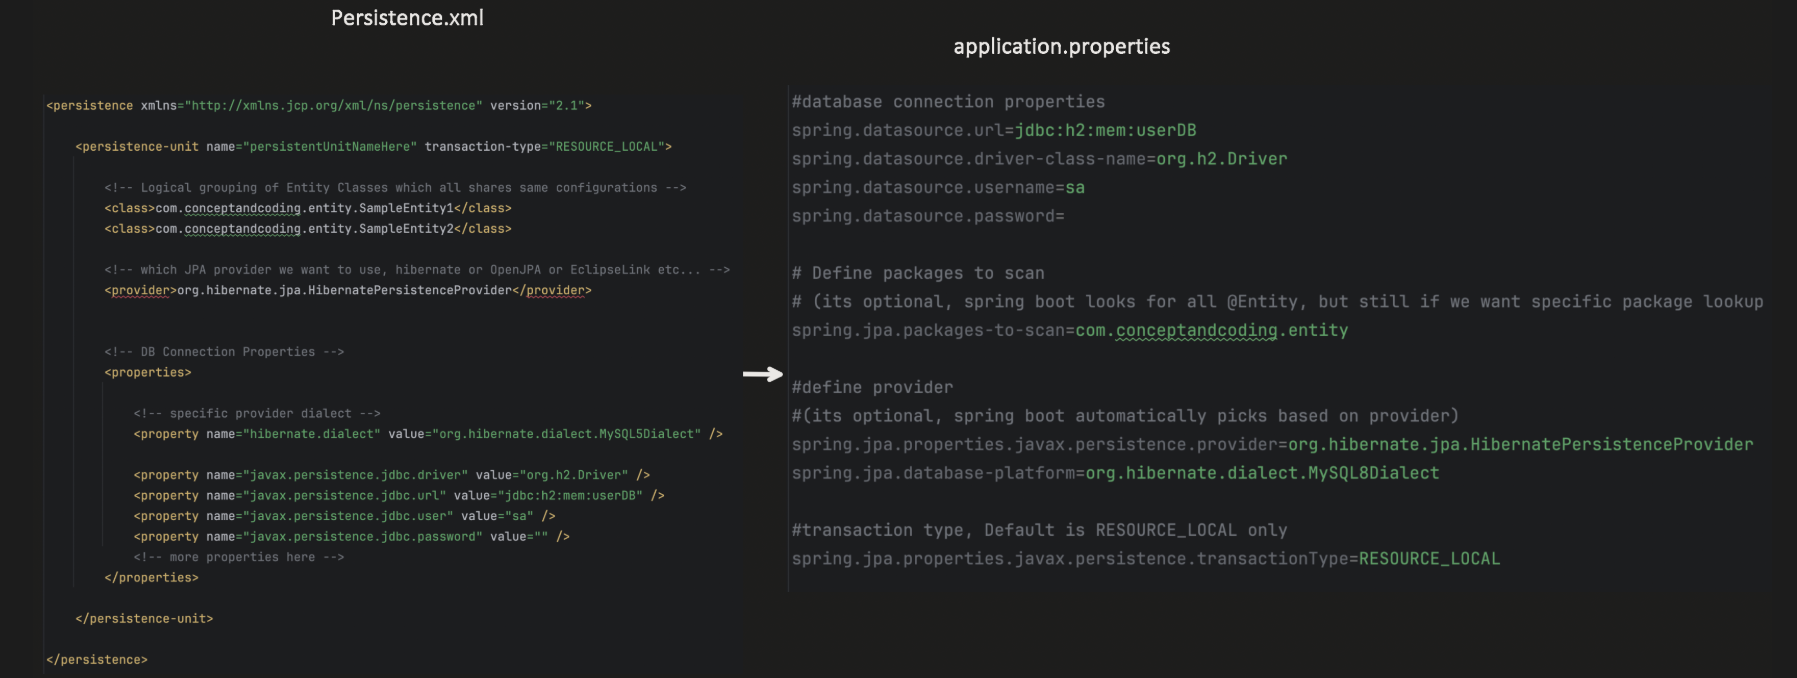 Persistence.xml
<persistence xmlns="http://xmlns.jcp.org/xml/ns/persistence" version="2.1">
<persistence-unit name="persistentUnitNameHere" transaction-type="RESOURCE_LOCAL">
<!-- Logical grouping of Entity Classes which all shares same configurations -->
<class>com.conceptandcoding.entity.SampleEntity1</class>
<class>com.conceptandcoding.entity.SampleEntity2</class>
<!-- which JPA provider we want to use, hibernate or OpenJPA or EclipseLink etc... -->
<provider>org.hibernate.jpa.HibernatePersistenceProvider</provider>
<!-- DB Connection Properties -->
<properties>
<!-- specific provider dialect -->
<property name="hibernate.dialect" value="org.hibernate.dialect.MySQL5Dialect" />
<property name="javax.persistence.jdbc.driver" value="org.h2.Driver" />
<property name="javax.persistence.jdbc.url" value="jdbc:h2:mem:userDB" />
<property name="javax.persistence.jdbc.user" value="sa" />
<property name="javax.persistence.jdbc.password" value="" />
<!-- more properties here -->
</properties>
</persistence-unit>
</persistence>
application.properties
#database connection properties
spring.datasource.url=jdbc:h2:mem:userDB
spring.datasource.driver-class-name=org.h2.Driver
spring.datasource.username=sa
spring.datasource.password=
# Define packages to scan
# (its optional, spring boot looks for all @Entity, but still if we want specific package lookup
spring.jpa.packages-to-scan=com.conceptandcoding.entity
#define provider
#(its optional, spring boot automatically picks based on provider)
spring.jpa.properties.javax.persistence.provider=org.hibernate.jpa.HibernatePersistenceProvider
spring.jpa.database-platform=org.hibernate.dialect.MySQL8Dialect
#transaction type, Default is RESOURCE_LOCAL only
spring.jpa.properties.javax.persistence.transactionType=RESOURCE_LOCAL